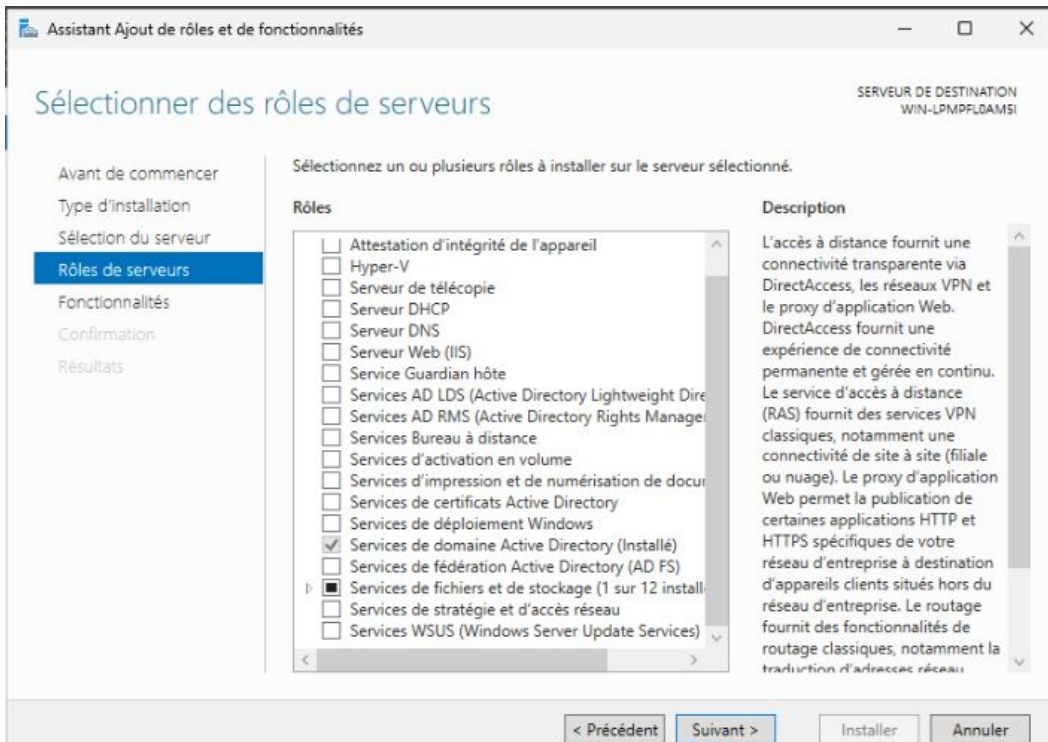 Assistant Ajout de rôles et de fonctionnalités
Sélectionner des rôles de serveurs
SERVEUR DE DESTINATION
WIN-LPMPFL0AM5I
Avant de commencer
Type d'installation
Sélection du serveur
Rôles de serveurs
Fonctionnalités
Confirmation
Résultats
Sélectionnez un ou plusieurs rôles à installer sur le serveur sélectionné.
Rôles
Attestation d'intégrité de l'appareil
Hyper-V
Serveur de télécopie
Serveur DHCP
Serveur DNS
Serveur Web (IIS)
Service Guardian hôte
Services AD LDS (Active Directory Lightweight Dire
Services AD RMS (Active Directory Rights Manage
Services Bureau à distance
Services d'activation en volume
Services d'impression et de numérisation de docu
Services de certificats Active Directory
Services de déploiement Windows
Services de domaine Active Directory (Installé)
Services de fédération Active Directory (AD FS)
Services de fichiers et de stockage (1 sur 12 install
Services de stratégie et d'accès réseau
Services WSUS (Windows Server Update Services)
Description
L'accès à distance fournit une
connectivité transparente via
DirectAccess, les réseaux VPN et
le proxy d'application Web.
DirectAccess fournit une
expérience de connectivité
permanente et gérée en continu.
Le service d'accès à distance
(RAS) fournit des services VPN
classiques, notamment une
connectivité de site à site (filiale
ou nuage). Le proxy d'application
Web permet la publication de
certaines applications HTTP et
HTTPS spécifiques de votre
réseau d'entreprise à destination
d'appareils clients situés hors du
réseau d'entreprise. Le routage
fournit des fonctionnalités de
routage classiques, notamment la
traduction d'adresses réseau
< Précédent
Suivant >
Installer
Annuler